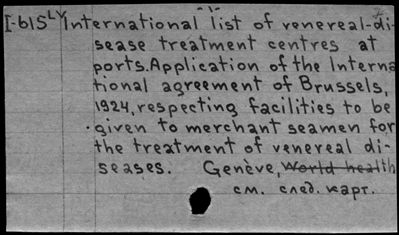 I-615 LY International list of venereal di-
sease treatment centres at
ports. Application of the Interna
tional agreement of Brussels,
1924, respecting facilities to be
given to merchant seamen for
the treatment of venereal di-
seases. Genève, World health
см. след. карт.